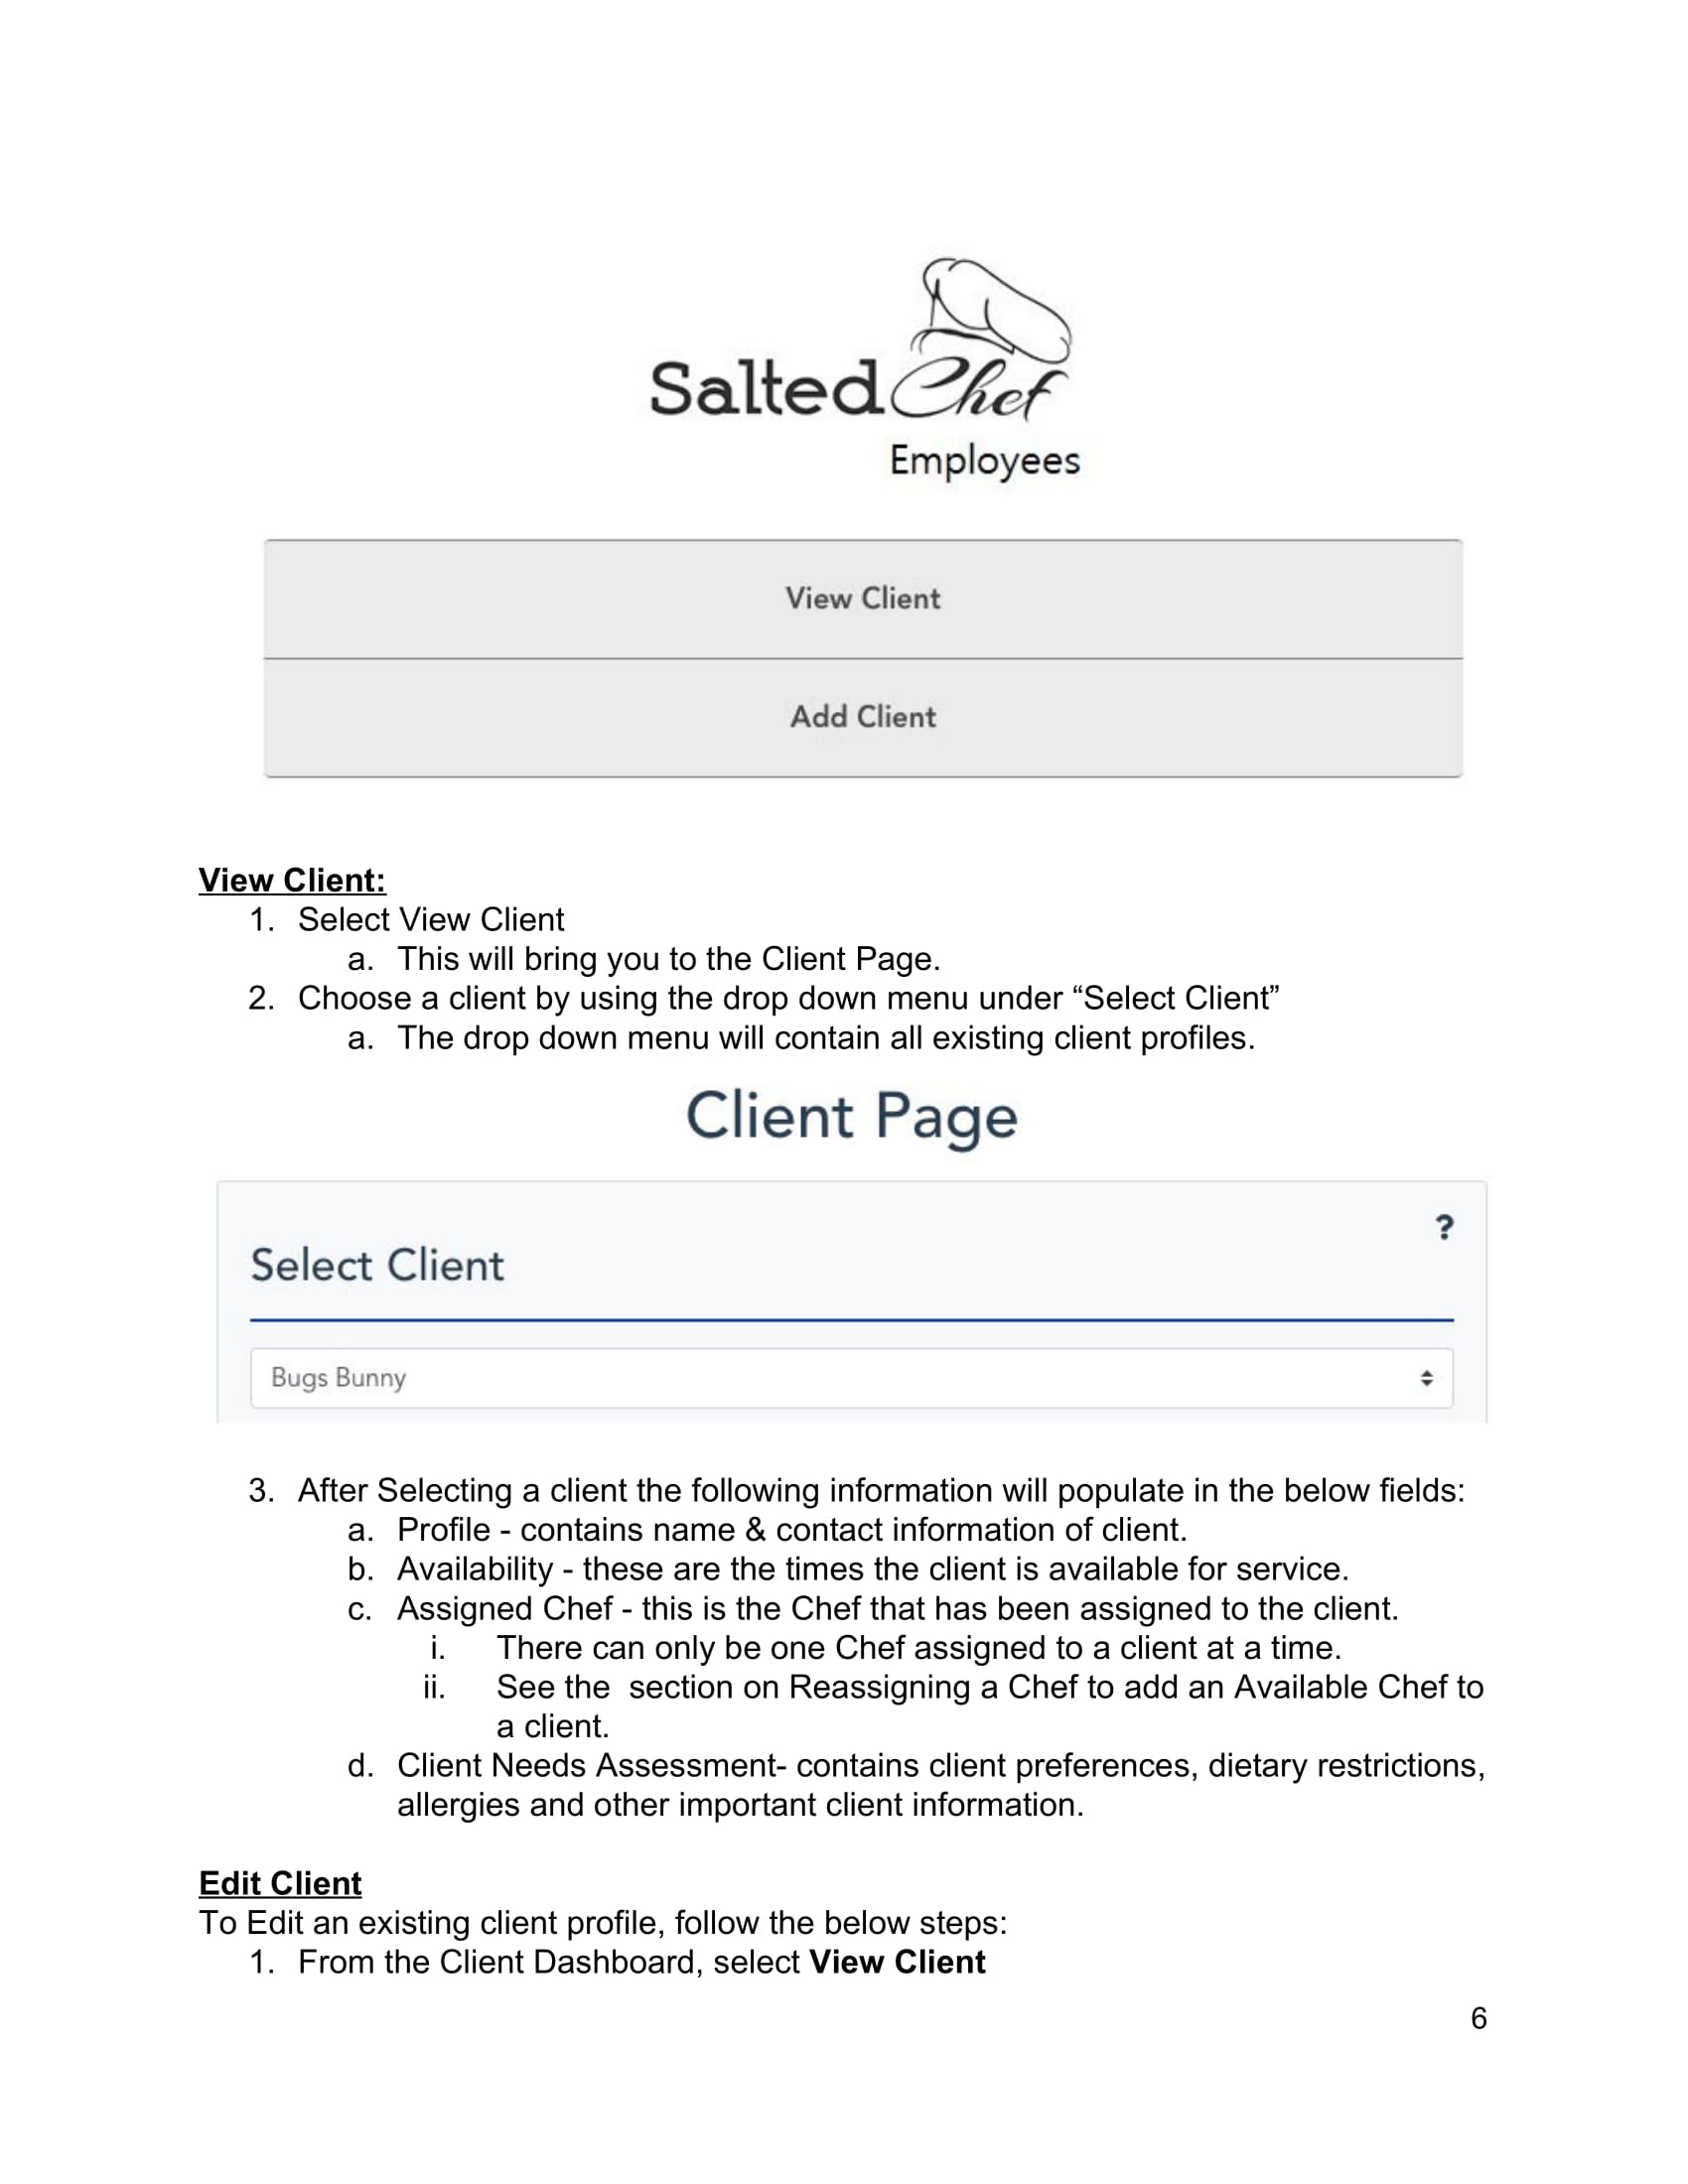 Salted Chef
Employees
View Client
Add Client
View Client:
1. Select View Client
a. This will bring you to the Client Page.
2. Choose a client by using the drop down menu under “Select Client”
a. The drop down menu will contain all existing client profiles.
Client Page
?
Select Client
Bugs Bunny
3. After Selecting a client the following information will populate in the below fields:
a. Profile - contains name & contact information of client.
b. Availability - these are the times the client is available for service.
c. Assigned Chef - this is the Chef that has been assigned to the client.
i. There can only be one Chef assigned to a client at a time.
ii. See the  section on Reassigning a Chef to add an Available Chef to
a client.
d. Client Needs Assessment- contains client preferences, dietary restrictions,
allergies and other important client information.
Edit Client
To Edit an existing client profile, follow the below steps:
1. From the Client Dashboard, select View Client
6